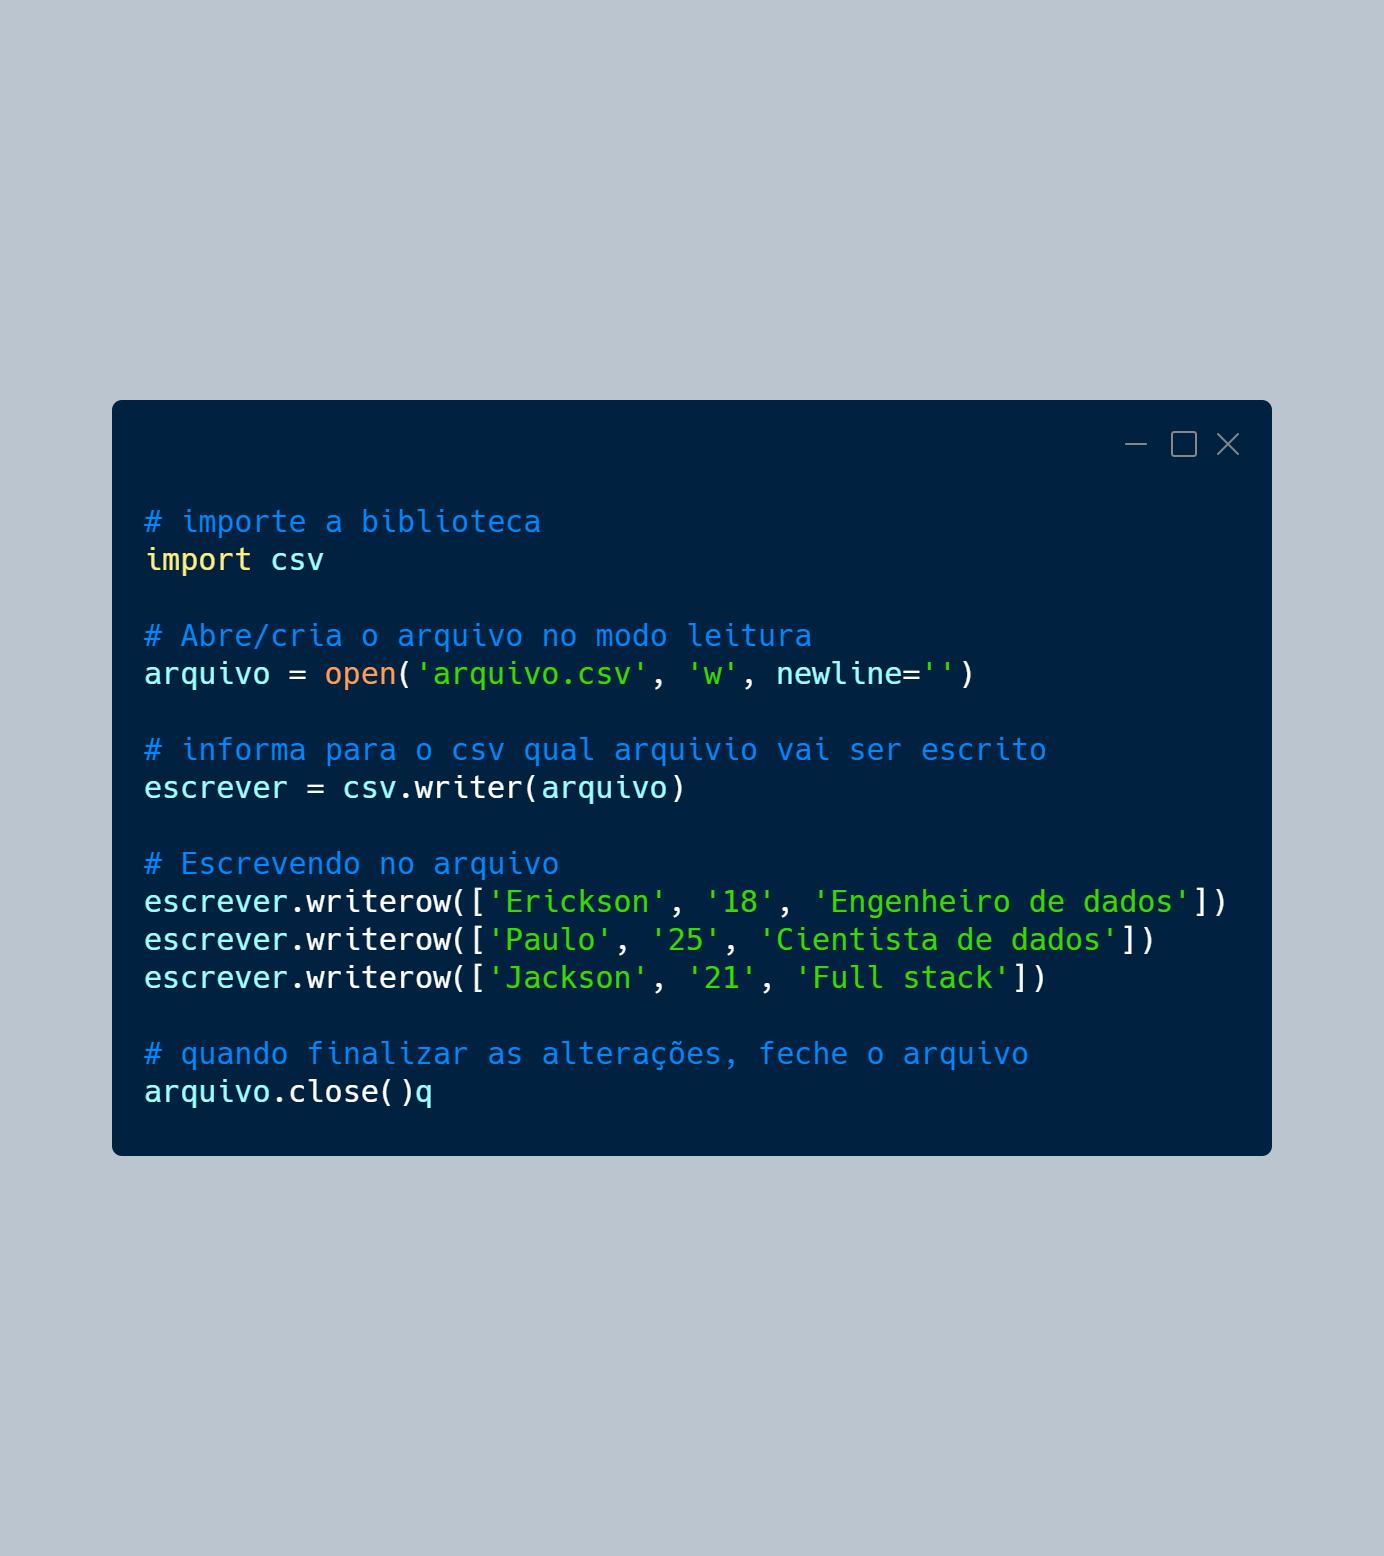 # importe a biblioteca
import csv
# Abre/cria o arquivo no modo leitura
arquivo = open('arquivo.csv', 'w', newline='')
# informa para o csv qual arquivio vai ser escrito
escrever = csv.writer(arquivo)
# Escrevendo no arquivo
escrever.writerow(['Erickson', '18', 'Engenheiro de dados'])
escrever.writerow(['Paulo', '25', 'Cientista de dados'])
escrever.writerow(['Jackson', '21', 'Full stack'])
# quando finalizar as alterações, feche o arquivo
arquivo.close()q